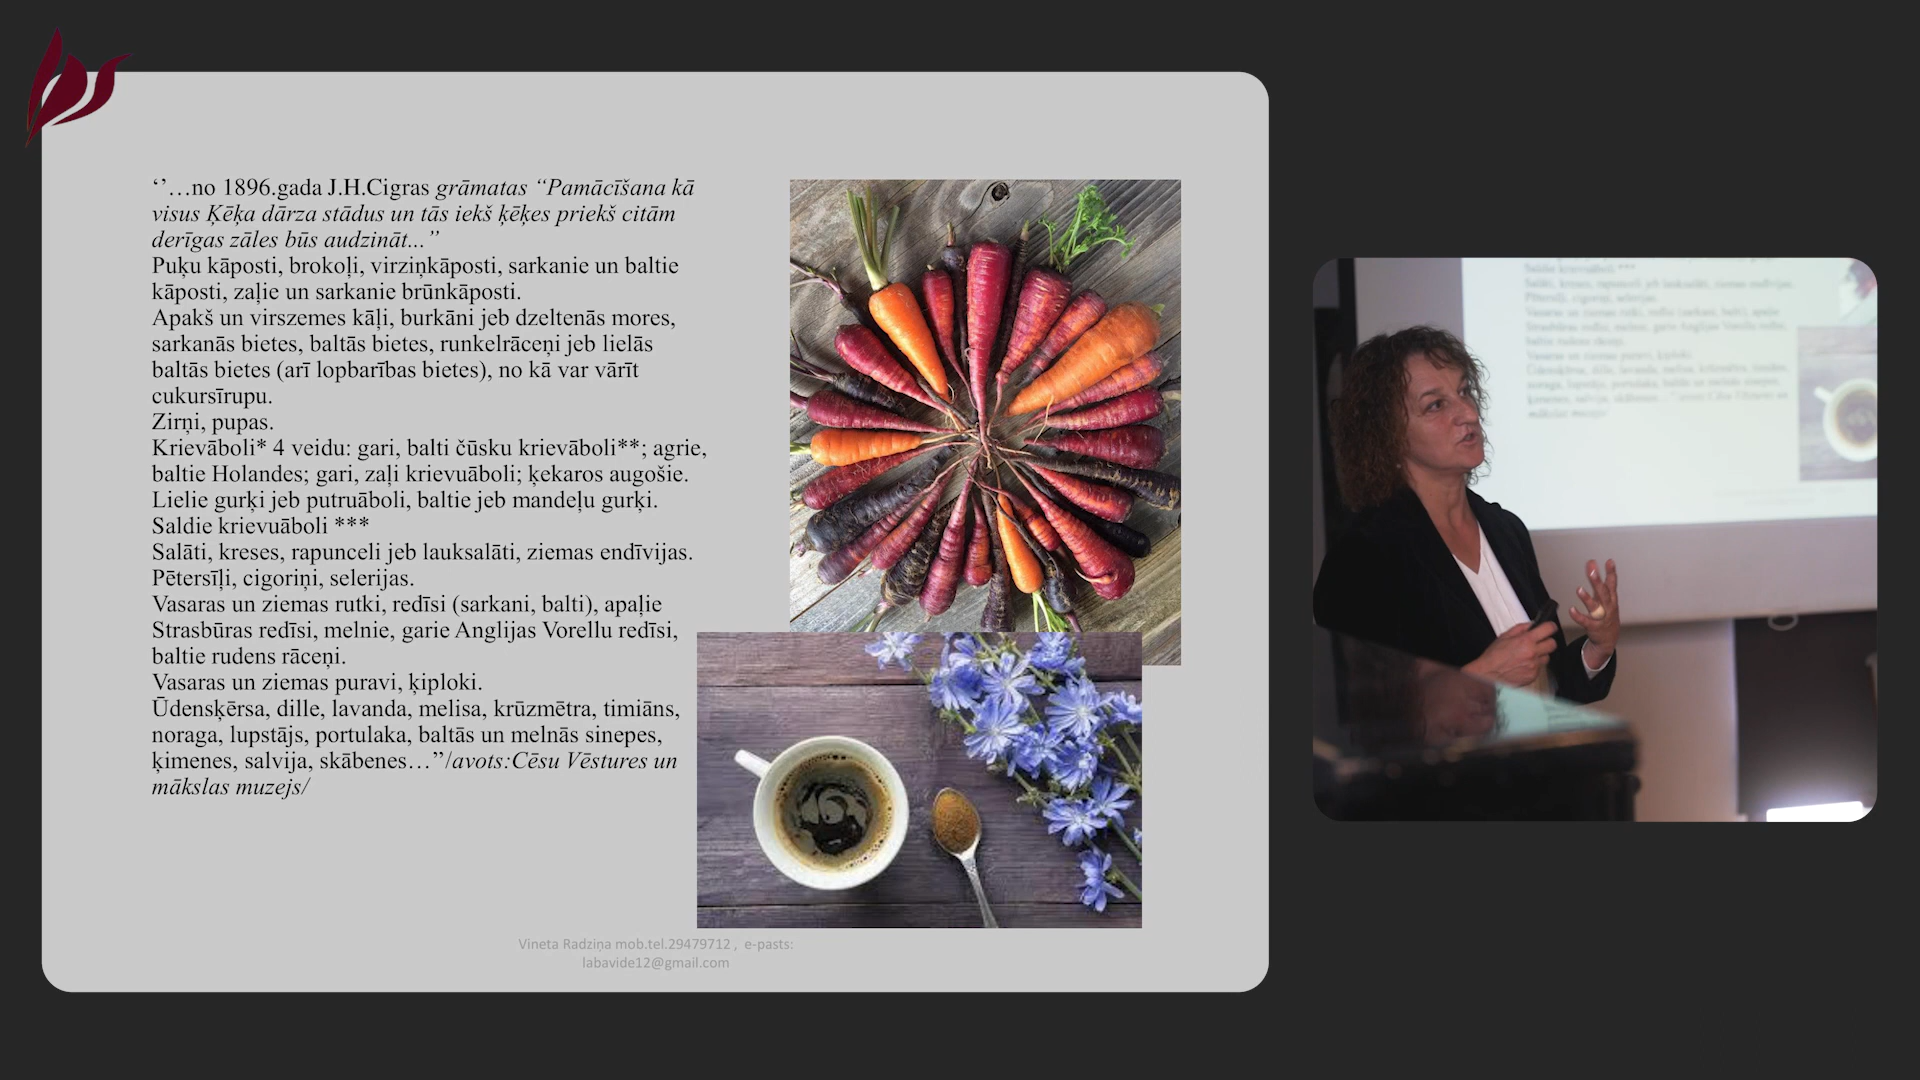 ‘’…no 1896.gada J.H.Cigras grāmatas “Pamācīšana kā
visus Ķēķa dārza stādus un tās iekš ķēķes priekš citām
derīgas zāles būs audzināt...”
Puķu kāposti, brokoļi, virziņkāposti, sarkanie un baltie
kāposti, zaļie un sarkanie brūnkāposti.
Apakš un virszemes kāļi, burkāni jeb dzeltenās mores,
sarkanās bietes, baltās bietes, runkelrāceņi jeb lielās
baltās bietes (arī lopbarības bietes), no kā var vārīt
cukursīrupu.
Zirņi, pupas.
Krievāboli* 4 veidu: gari, balti čūsku krievāboli**; agrie,
baltie Holandes; gari, zaļi krievuāboli; ķekaros augošie.
Lielie gurķi jeb putruāboli, baltie jeb mandeļu gurķi.
Saldie krievuāboli ***
Salāti, kreses, rapunceli jeb lauksalāti, ziemas endīvijas.
Pētersīļi, cigoriņi, selerijas.
Vasaras un ziemas rutki, redīsi (sarkani, balti), apaļie
Strasbūras redīsi, melnie, garie Anglijas Vorellu redīsi,
baltie rudens rāceņi.
Vasaras un ziemas puravi, ķiploki.
Ūdensķērsa, dille, lavanda, melisa, krūzmētra, timiāns,
noraga, lupstājs, portulaka, baltās un melnās sinepes,
ķimenes, salvija, skābenes…”/avots:Cēsu Vēstures un
mākslas muzejs/
Vineta Radziņa mob.tel.29479712 , e-pasts:
labavide12@gmail.com